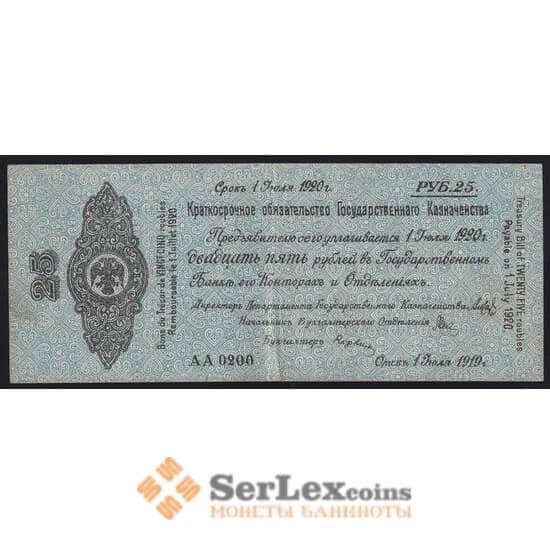 Срокъ 1 Іюля 1920 г.
РУБ. 25.
Краткосрочное обязательство Государственнаго Казначейства
Предъявителю сего уплачивается 1 Іюля 1920 г.
двадцать пять рублей въ Государственномъ
Банкѣ, его Конторахъ и Отдѣленіяхъ.
Директоръ Департамента Государственнаго Казначейства
Начальникъ Бухгалтерскаго Отдѣленія
Бухгалтеръ
АА 0200
Омскъ 1 Іюля 1919 г.
25
Bons du Trésor de VINGT CINQ roubles
Remboursable le 1 Juillet 1920
Treasury Bill of TWENTY FIVE roubles
Payable on 1 July 1920
SerLexcoins
МОНЕТЫ БАНКНОТЫ